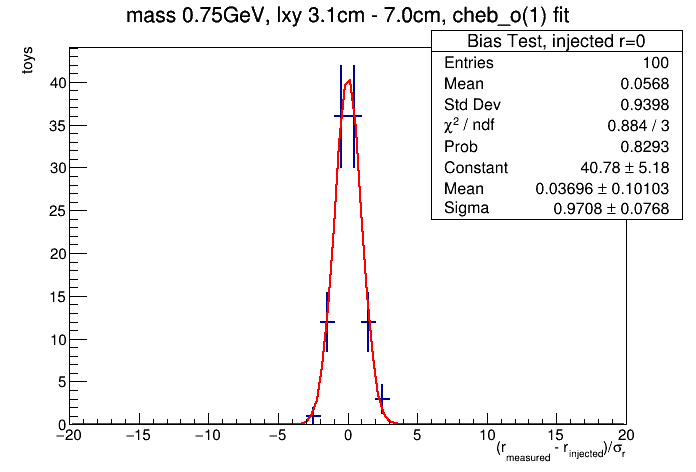 mass 0.75GeV, lxy 3.1cm - 7.0cm, cheb_o(1) fit
Bias Test, injected r=0
Entries 100
Mean 0.0568
Std Dev 0.9398
χ² / ndf 0.884 / 3
Prob 0.8293
Constant 40.78 ± 5.18
Mean 0.03696 ± 0.10103
Sigma 0.9708 ± 0.0768
toys
40
35
30
25
20
15
10
5
0
−20 −15 −10 −5 0 5 10 15 20
(r_measured - r_injected)/σ_r